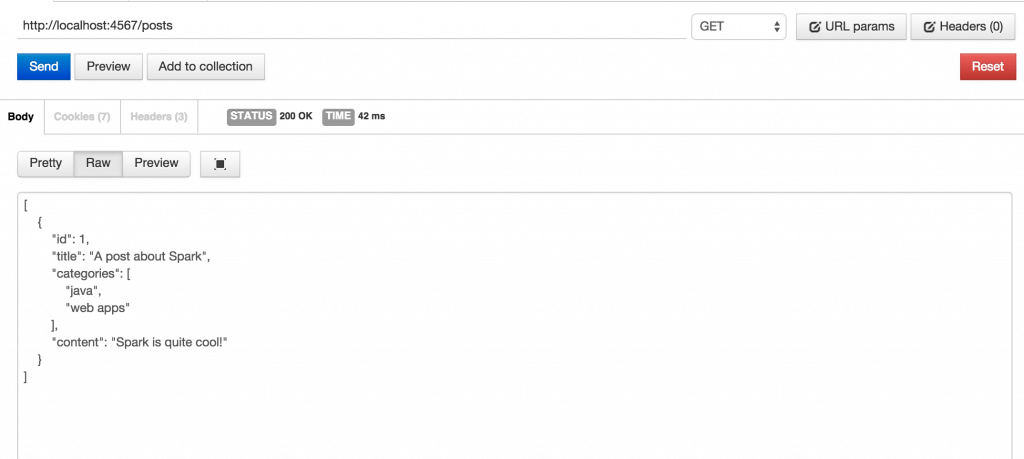 http://localhost:4567/posts GET URL params Headers (0)
Send Preview Add to collection Reset
Body Cookies (7) Headers (3) STATUS 200 OK TIME 42 ms
Pretty Raw Preview
[
{
"id": 1,
"title": "A post about Spark",
"categories": [
"java",
"web apps"
],
"content": "Spark is quite cool!"
}
]